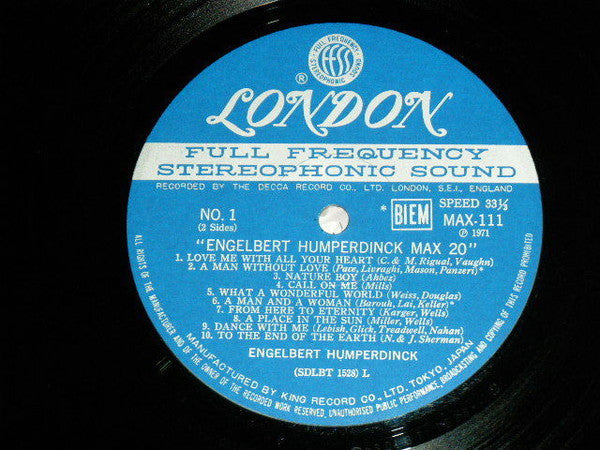 FULL FREQUENCY
ffss
STEREOPHONIC SOUND
®
LONDON
FULL FREQUENCY
STEREOPHONIC SOUND
RECORDED BY THE DECCA RECORD CO., LTD. LONDON, S.E.I., ENGLAND
NO. 1
(2 Sides)
* BIEM
SPEED 33⅓
MAX-111
Ⓟ 1971
"ENGELBERT HUMPERDINCK MAX 20"
1. LOVE ME WITH ALL YOUR HEART (C. & M. Rigual, Vaughn)
2. A MAN WITHOUT LOVE (Pace, Livraghi, Mason, Panzeri)*
3. NATURE BOY (Ahbez)
4. CALL ON ME (Mills)
5. WHAT A WONDERFUL WORLD (Weiss, Douglas)
6. A MAN AND A WOMAN (Barouh, Lai, Keller)*
7. FROM HERE TO ETERNITY (Karger, Wells)
8. A PLACE IN THE SUN (Miller, Wells)
9. DANCE WITH ME (Lebish, Glick, Treadwell, Nahan)
10. TO THE END OF THE EARTH (N. & J. Sherman)
ENGELBERT HUMPERDINCK
(SDLBT 1528) L
MANUFACTURED BY KING RECORD CO., LTD. TOKYO, JAPAN
ALL RIGHTS OF THE MANUFACTURER AND OF THE OWNER OF THE RECORDED WORK RESERVED. UNAUTHORISED PUBLIC PERFORMANCE, BROADCASTING AND COPYING OF THIS RECORD PROHIBITED